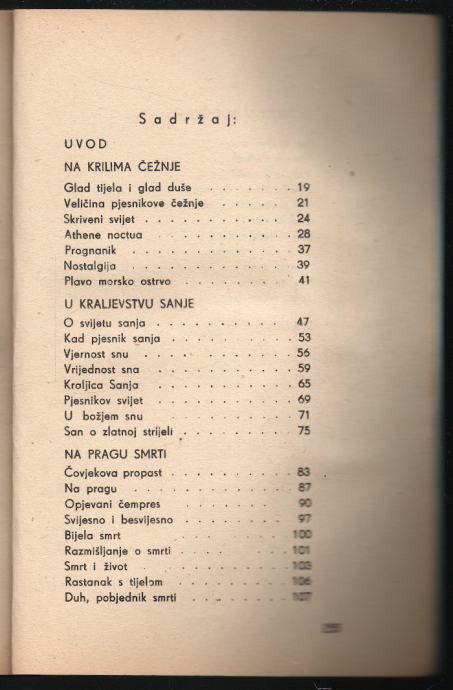 Sadržaj:
UVOD
NA KRILIMA ČEŽNJE
Glad tijela i glad duše . . . . . . . 19
Veličina pjesnikove čežnje . . . . . 21
Skriveni svijet . . . . . . . . . . 24
Athene noctua . . . . . . . . . . 28
Prognanik . . . . . . . . . . . 37
Nostalgija . . . . . . . . . . . 39
Plavo morsko ostrvo . . . . . . . . 41
U KRALJEVSTVU SANJE
O svijetu sanja . . . . . . . . . 47
Kad pjesnik sanja . . . . . . . . . 53
Vjernost snu . . . . . . . . . . 56
Vrijednost sna . . . . . . . . . 59
Kraljica Sanja . . . . . . . . . 65
Pjesnikov svijet . . . . . . . . . 69
U božjem snu . . . . . . . . . . 71
San o zlatnoj strijeli . . . . . . . . 75
NA PRAGU SMRTI
Čovjekova propast . . . . . . . . . 83
Na pragu . . . . . . . . . . . 87
Opjevani čempres . . . . . . . . 90
Svijesno i besvijesno . . . . . . . . 97
Bijela smrt . . . . . . . . . 100
Razmišljanje o smrti . . . . . . . 101
Smrt i život . . . . . . . . . . 103
Rastanak s tijelom . . . . . . . . 106
Duh, pobjednik smrti . . . . . . . 107